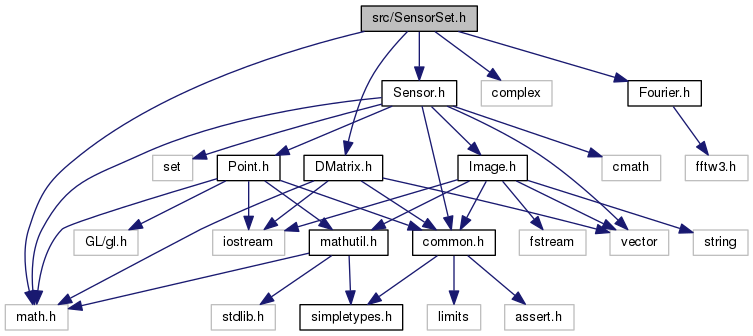 src/SensorSet.h
Sensor.h
complex
Fourier.h
set
Point.h
DMatrix.h
Image.h
cmath
fftw3.h
GL/gl.h
iostream
mathutil.h
common.h
fstream
vector
string
math.h
stdlib.h
simpletypes.h
limits
assert.h